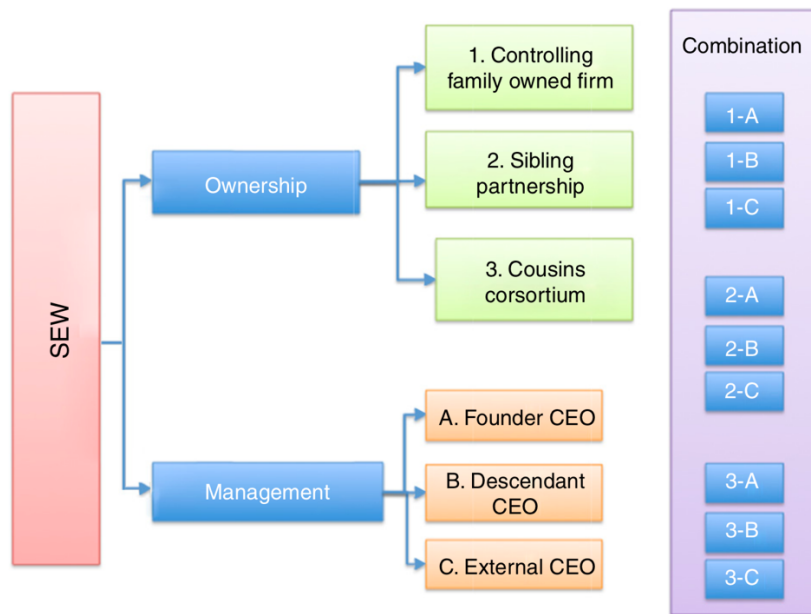 SEW
Ownership
Management
1. Controlling
family owned firm
2. Sibling
partnership
3. Cousins
corsortium
A. Founder CEO
B. Descendant
CEO
C. External CEO
Combination
1-A
1-B
1-C
2-A
2-B
2-C
3-A
3-B
3-C